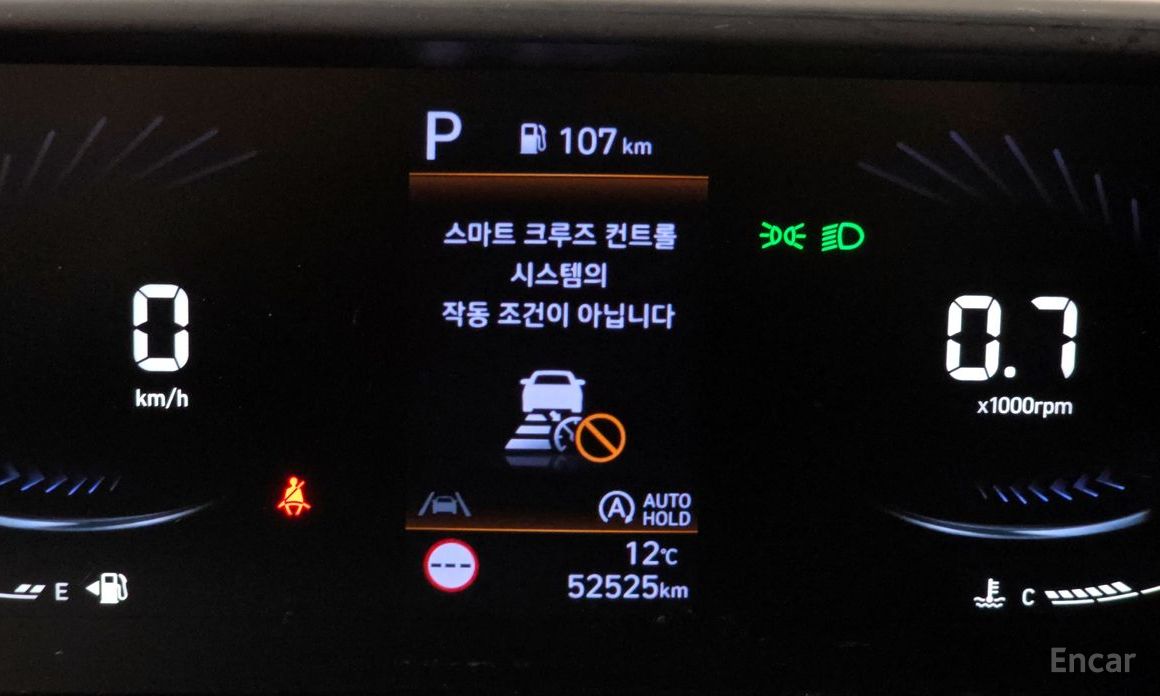 P
107 km
스마트 크루즈 컨트롤
시스템의
작동 조건이 아닙니다
0
km/h
0.7
x1000rpm
A
AUTO
HOLD
---
12℃
52525km
E
C
Encar